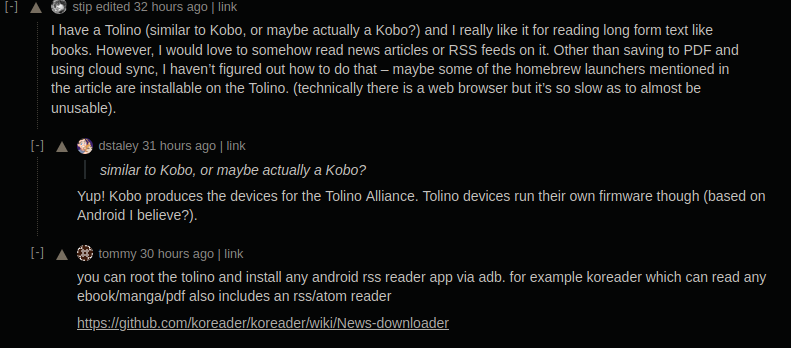 [-] ▲ stip edited 32 hours ago | link
I have a Tolino (similar to Kobo, or maybe actually a Kobo?) and I really like it for reading long form text like
books. However, I would love to somehow read news articles or RSS feeds on it. Other than saving to PDF and
using cloud sync, I haven’t figured out how to do that – maybe some of the homebrew launchers mentioned in
the article are installable on the Tolino. (technically there is a web browser but it’s so slow as to almost be
unusable).
[-] ▲ dstaley 31 hours ago | link
similar to Kobo, or maybe actually a Kobo?
Yup! Kobo produces the devices for the Tolino Alliance. Tolino devices run their own firmware though (based on
Android I believe?).
[-] ▲ tommy 30 hours ago | link
you can root the tolino and install any android rss reader app via adb. for example koreader which can read any
ebook/manga/pdf also includes an rss/atom reader
https://github.com/koreader/koreader/wiki/News-downloader